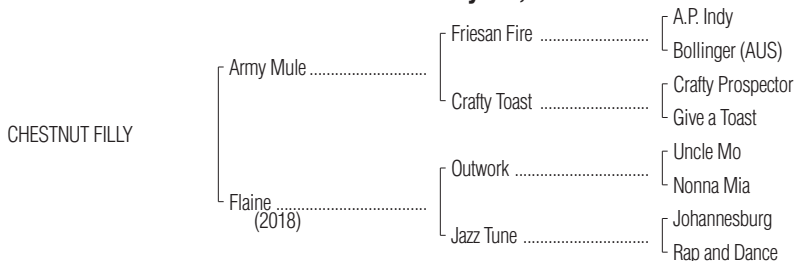 A.P. Indy
Friesan Fire ............................
Bollinger (AUS)
Army Mule ..............................
Crafty Prospector
Crafty Toast ............................
Give a Toast
CHESTNUT FILLY
Uncle Mo
Outwork ...................................
Nonna Mia
Flaine .......................................
(2018)
Johannesburg
Jazz Tune ................................
Rap and Dance